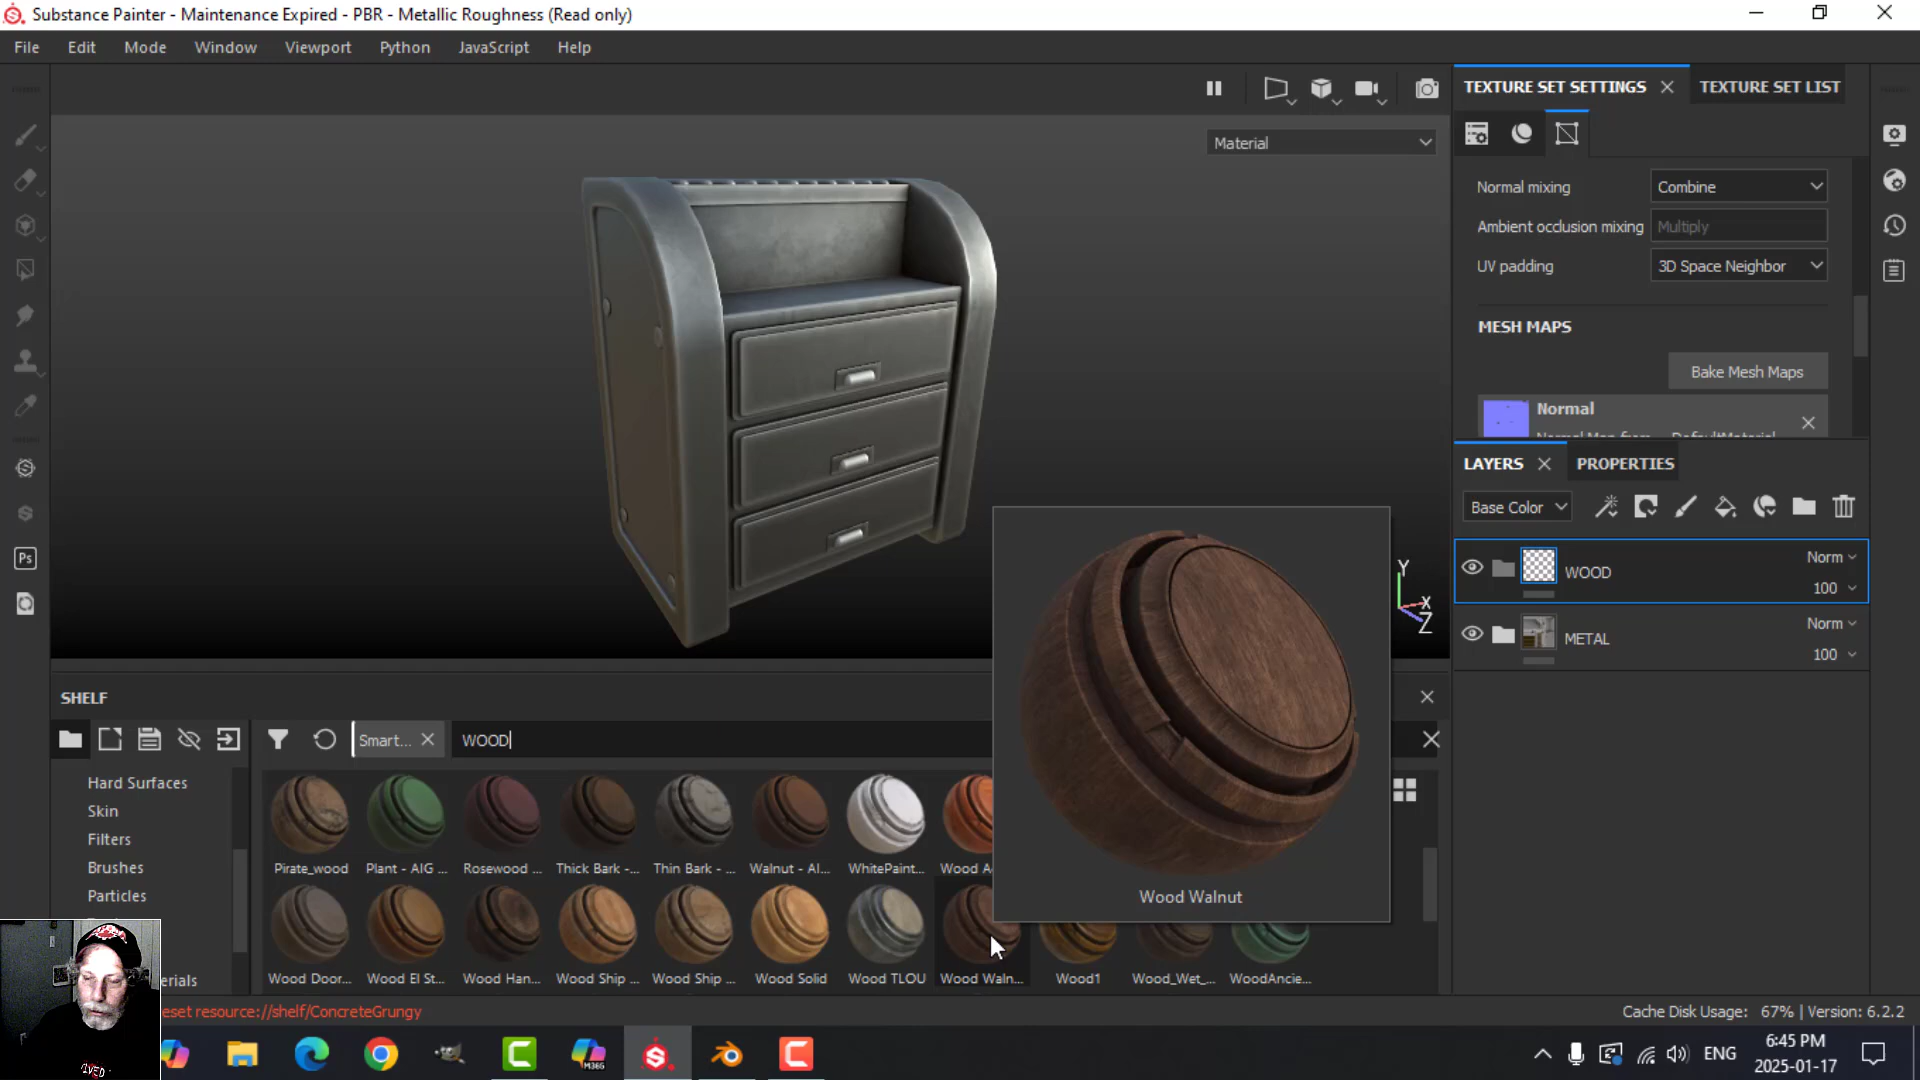 Substance Painter - Maintenance Expired - PBR - Metallic Roughness (Read only)
File Edit Mode Window Viewport Python JavaScript Help
TEXTURE SET SETTINGS TEXTURE SET LIST
Material
Normal mixing Combine
Ambient occlusion mixing Multiply
UV padding 3D Space Neighbor
MESH MAPS
Bake Mesh Maps
Normal
LAYERS PROPERTIES
Base Color
WOOD Norm
100
METAL Norm
100
Y
X
Z
SHELF
Smart... WOOD
Hard Surfaces
Skin
Filters
Brushes
Particles
erials
Pirate_wood Plant - AIG ... Rosewood ... Thick Bark -... Thin Bark - ... Walnut - AI... WhitePaint... Wood A
Wood Door... Wood El St... Wood Han... Wood Ship ... Wood Ship ... Wood Solid Wood TLOU Wood Waln... Wood1 Wood_Wet_... WoodAncie...
Wood Walnut
eset resource://shelf/ConcreteGrungy
Cache Disk Usage: 67% | Version: 6.2.2
Ps
M365
ENG
6:45 PM
2025-01-17